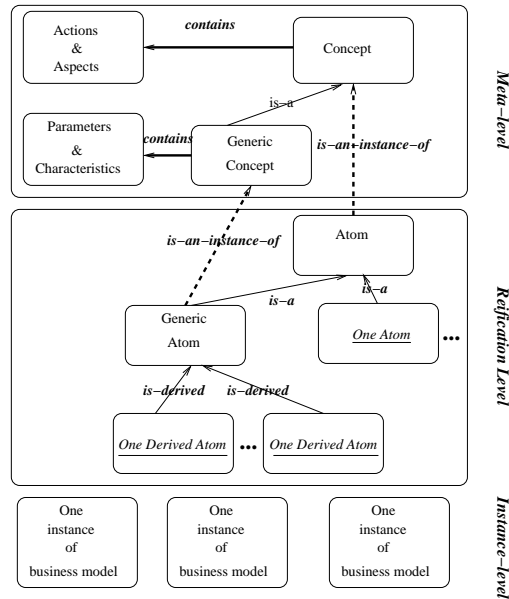 Actions
&
Aspects
contains
Concept
is-a
Parameters
&
Characteristics
contains
Generic
Concept
is-an-instance-of
Meta-level
is-an-instance-of
Atom
is-a
is-a
Generic
Atom
One Atom
...
is-derived
is-derived
One Derived Atom
...
One Derived Atom
Reification Level
One
instance
of
business model
One
instance
of
business model
One
instance
of
business model
Instance-level